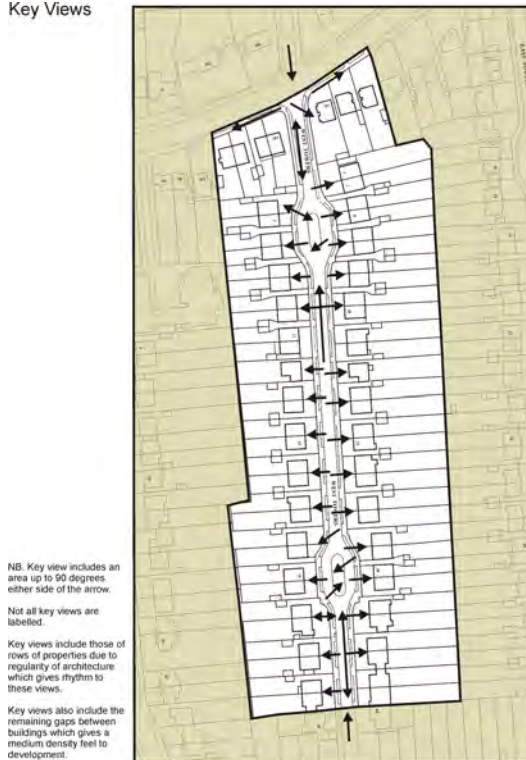 Key Views
NB. Key view includes an
area up to 90 degrees
either side of the arrow.
Not all key views are
labelled.
Key views include those of
rows of properties due to
regularity of architecture
which gives rhythm to
these views.
Key views also include the
remaining gaps between
buildings which gives a
medium density feel to
development.